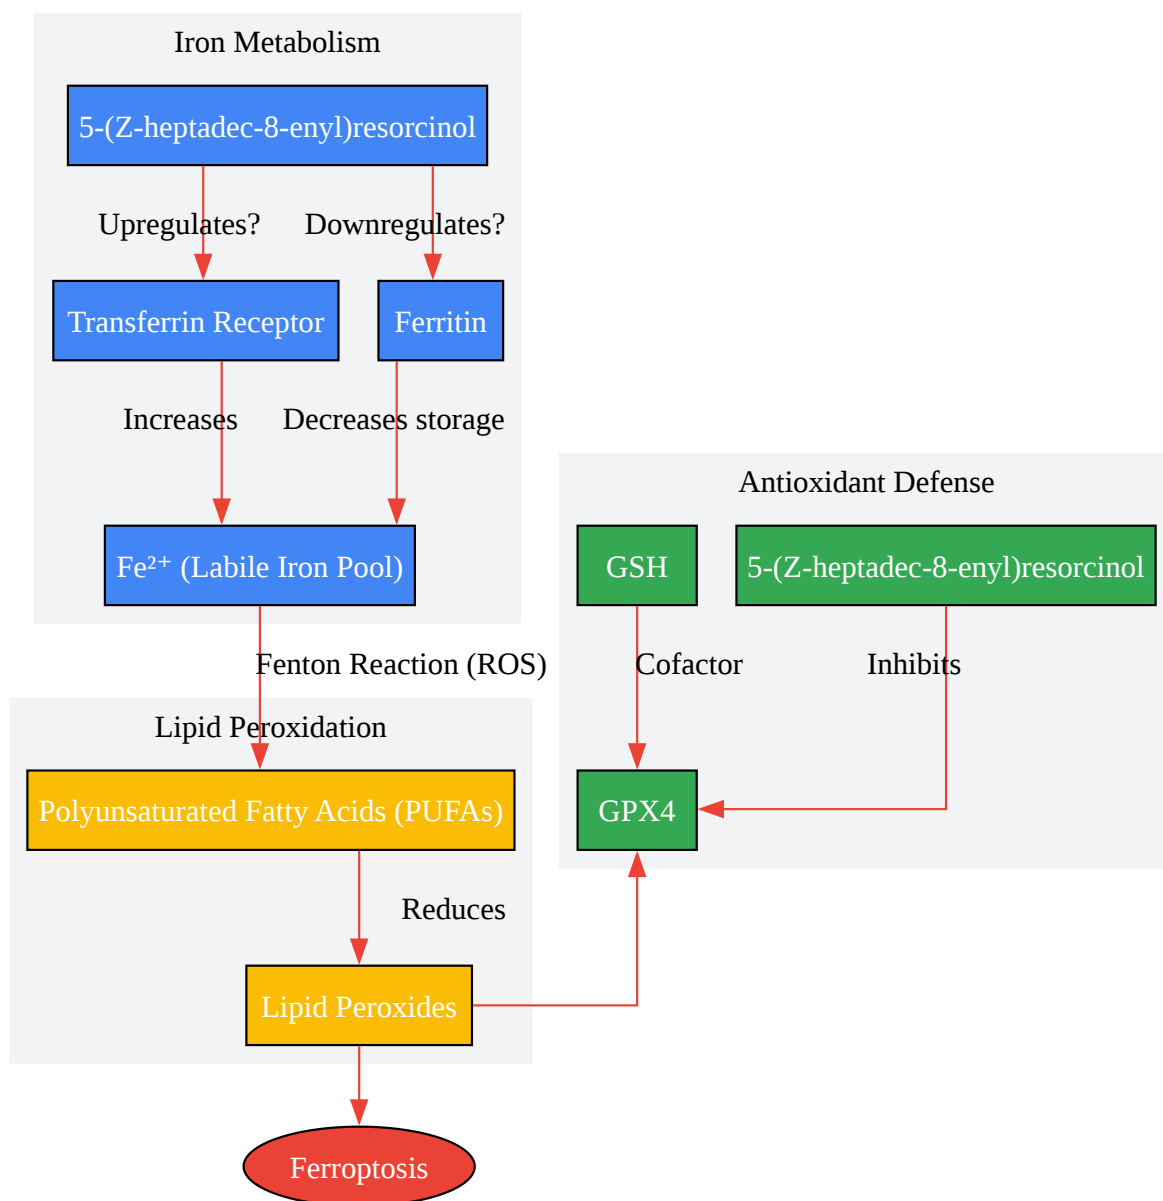 Iron Metabolism
5-(Z-heptadec-8-enyl)resorcinol
Upregulates?
Downregulates?
Transferrin Receptor
Ferritin
Increases
Decreases storage
Antioxidant Defense
Fe²⁺ (Labile Iron Pool)
GSH
5-(Z-heptadec-8-enyl)resorcinol
Fenton Reaction (ROS)
Cofactor
Inhibits
Lipid Peroxidation
Polyunsaturated Fatty Acids (PUFAs)
GPX4
Reduces
Lipid Peroxides
Ferroptosis